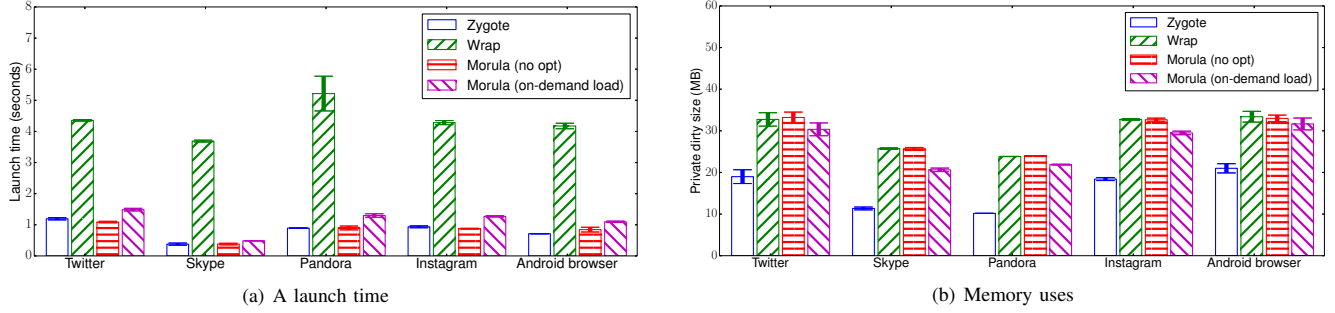 8
7
6
5
4
3
2
1
0
Launch time (seconds)
Zygote
Wrap
Morula (no opt)
Morula (on-demand load)
Twitter Skype Pandora Instagram Android browser
(a) A launch time
60
50
40
30
20
10
0
Private dirty size (MB)
Zygote
Wrap
Morula (no opt)
Morula (on-demand load)
Twitter Skype Pandora Instagram Android browser
(b) Memory uses